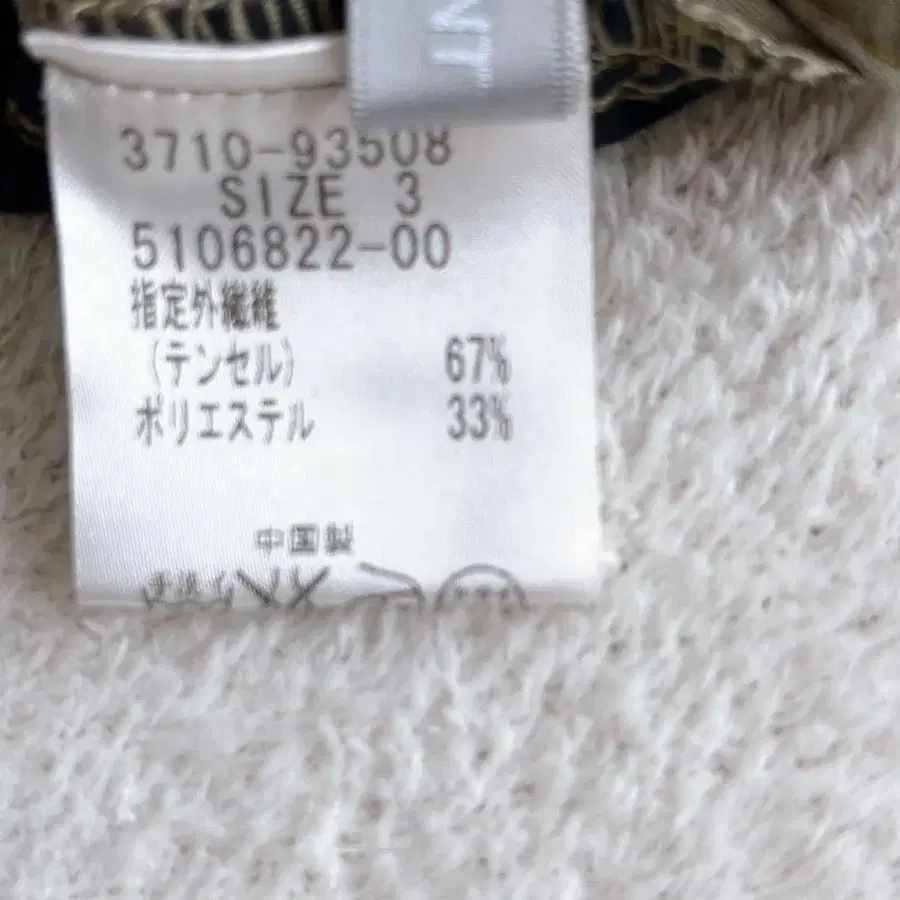 3710-93508
SIZE 3
5106822-00
指定外繊維
(テンセル) 67%
ポリエステル 33%
中国製